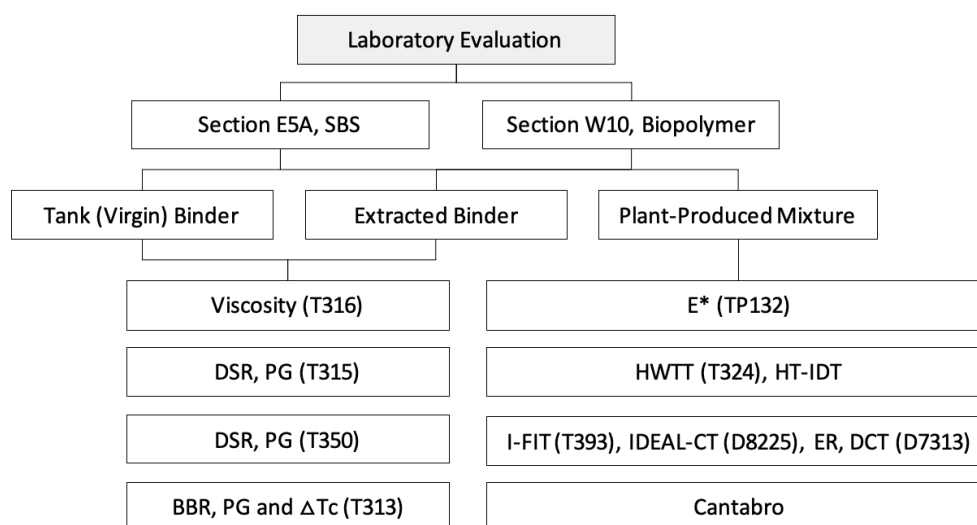 Laboratory Evaluation
Section E5A, SBS
Section W10, Biopolymer
Tank (Virgin) Binder
Extracted Binder
Plant-Produced Mixture
Viscosity (T316)
E* (TP132)
DSR, PG (T315)
HWTT (T324), HT-IDT
DSR, PG (T350)
I-FIT (T393), IDEAL-CT (D8225), ER, DCT (D7313)
BBR, PG and △Tc (T313)
Cantabro